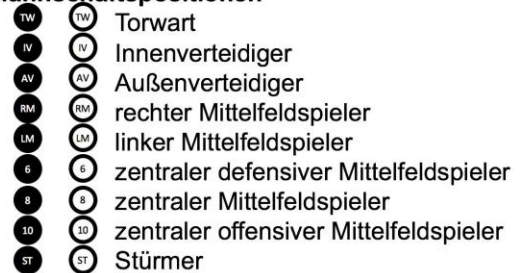 TW TW Torwart
IV IV Innenverteidiger
AV AV Außenverteidiger
RM RM rechter Mittelfeldspieler
LM LM linker Mittelfeldspieler
6 6 zentraler defensiver Mittelfeldspieler
8 8 zentraler Mittelfeldspieler
10 10 zentraler offensiver Mittelfeldspieler
ST ST Stürmer